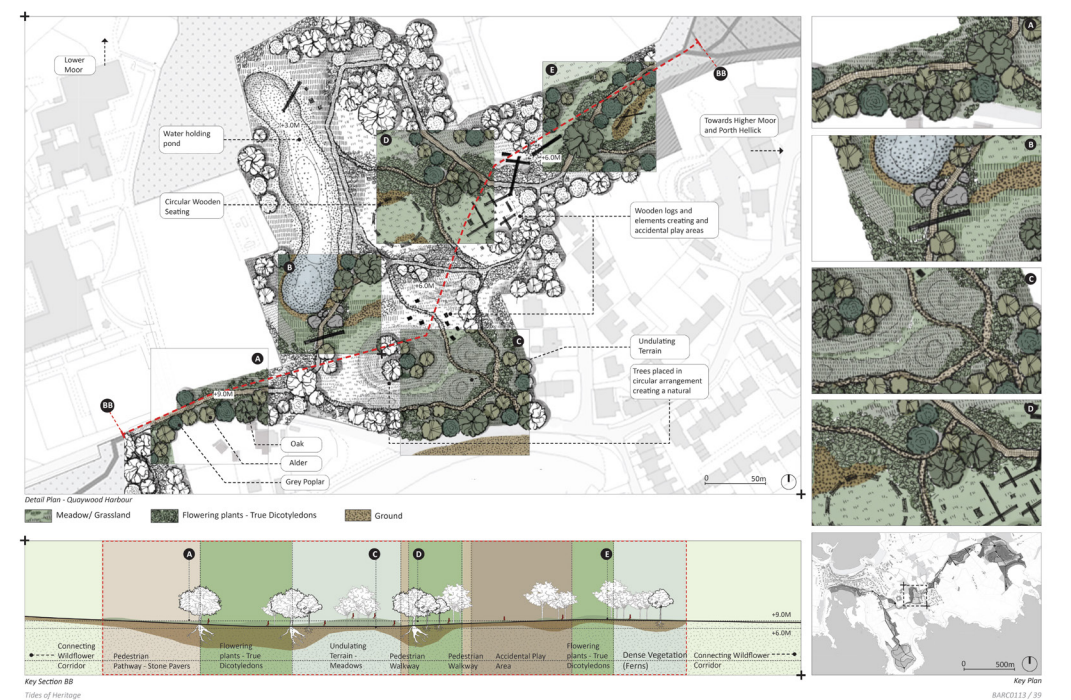 Lower
Moor
Water holding
pond
Circular Wooden
Seating
+3.0M
+6.0M
+6.0M
+9.0M
A
B
C
D
E
BB
BB
Towards Higher Moor
and Porth Hellick
Wooden logs and
elements creating and
accidental play areas
Undulating
Terrain
Trees placed in
circular arrangement
creating a natural
Oak
Alder
Grey Poplar
0 50m
Detail Plan - Quaywood Harbour
Meadow/ Grassland
Flowering plants - True Dicotyledons
Ground
A
B
C
D
A
C
D
E
+9.0M
+6.0M
Connecting
Wildflower
Corridor
Pedestrian
Pathway - Stone Pavers
Flowering
plants - True
Dicotyledons
Undulating
Terrain -
Meadows
Pedestrian
Walkway
Pedestrian
Walkway
Accidental Play
Area
Flowering
plants - True
Dicotyledons
Dense Vegetation
(Ferns)
Connecting Wildflower
Corridor
Key Section BB
0 500m
Key Plan
Tides of Heritage
BARCD113 / 39